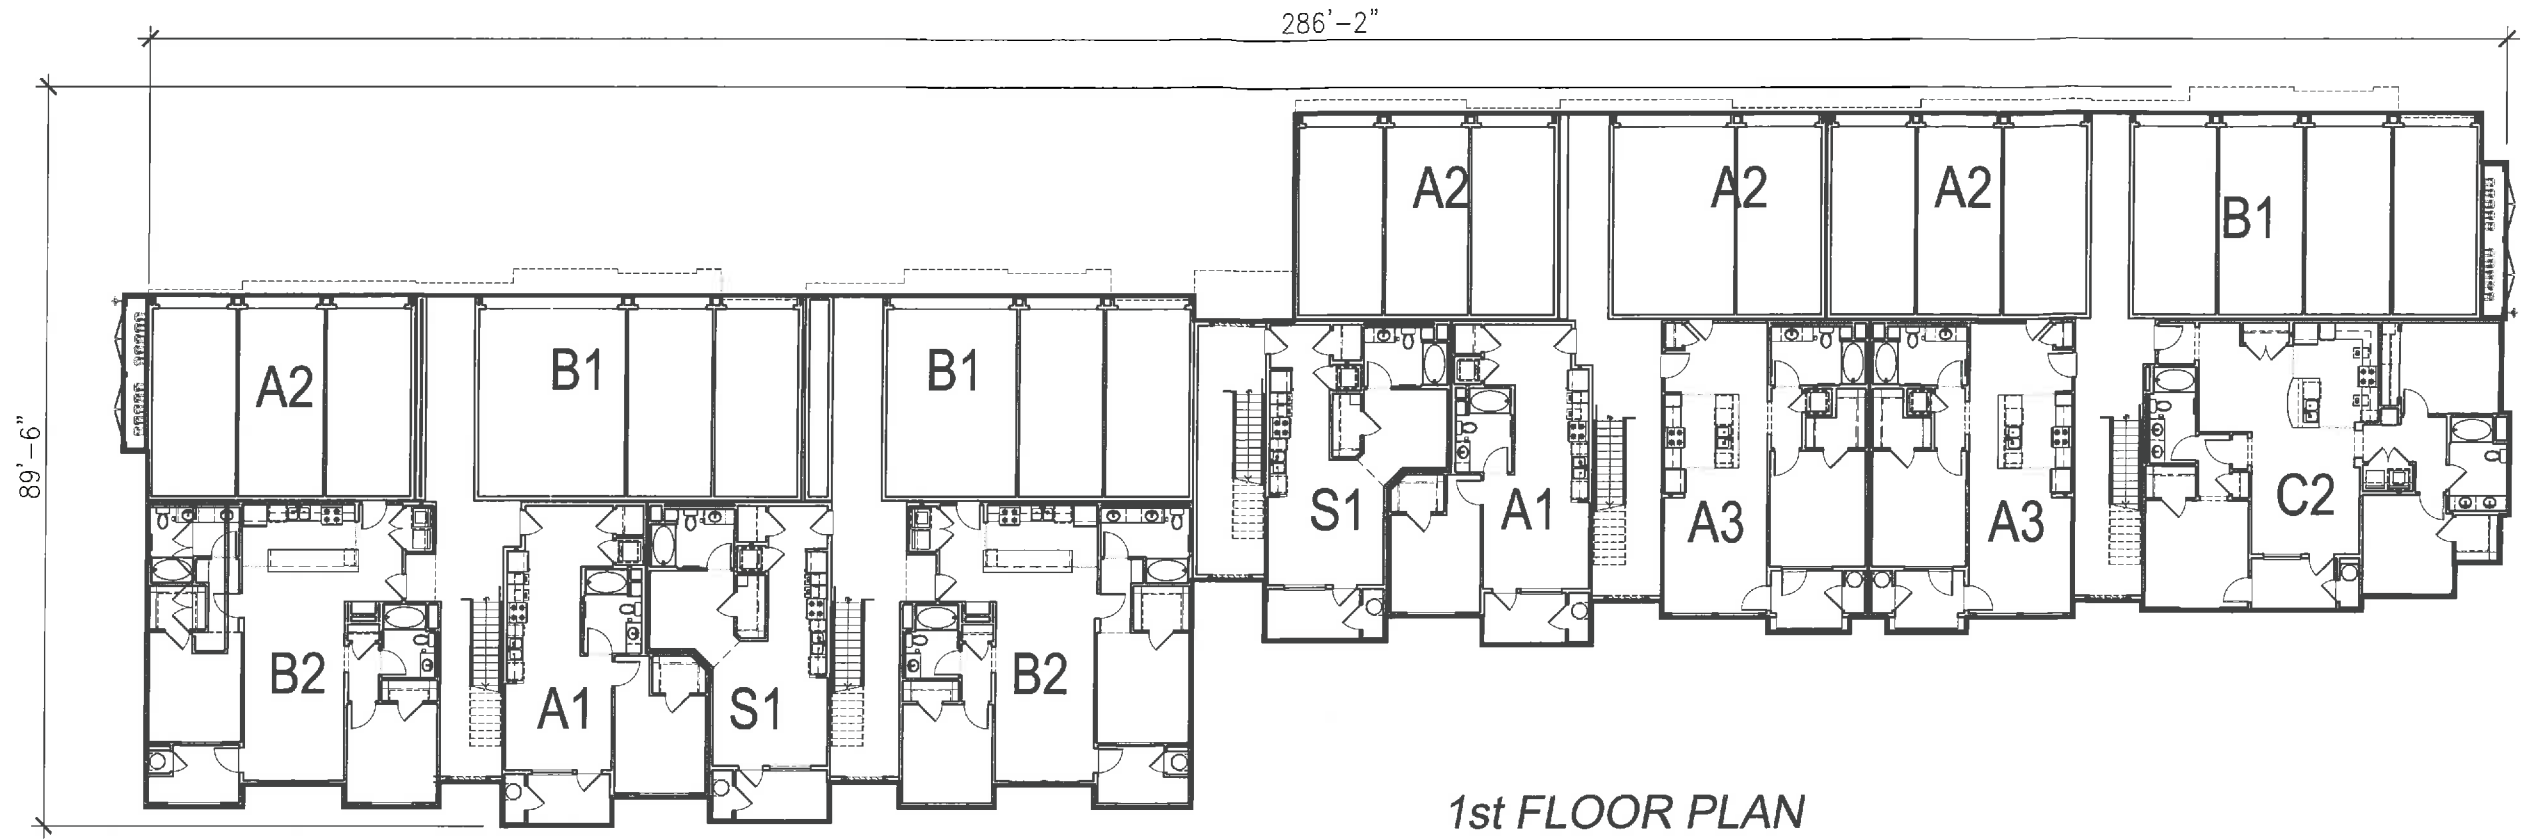 286'-2"
89'-6"
A2
A2
A2
B1
A2
B1
B1
S1
A1
A3
A3
C2
B2
A1
S1
B2
1st FLOOR PLAN